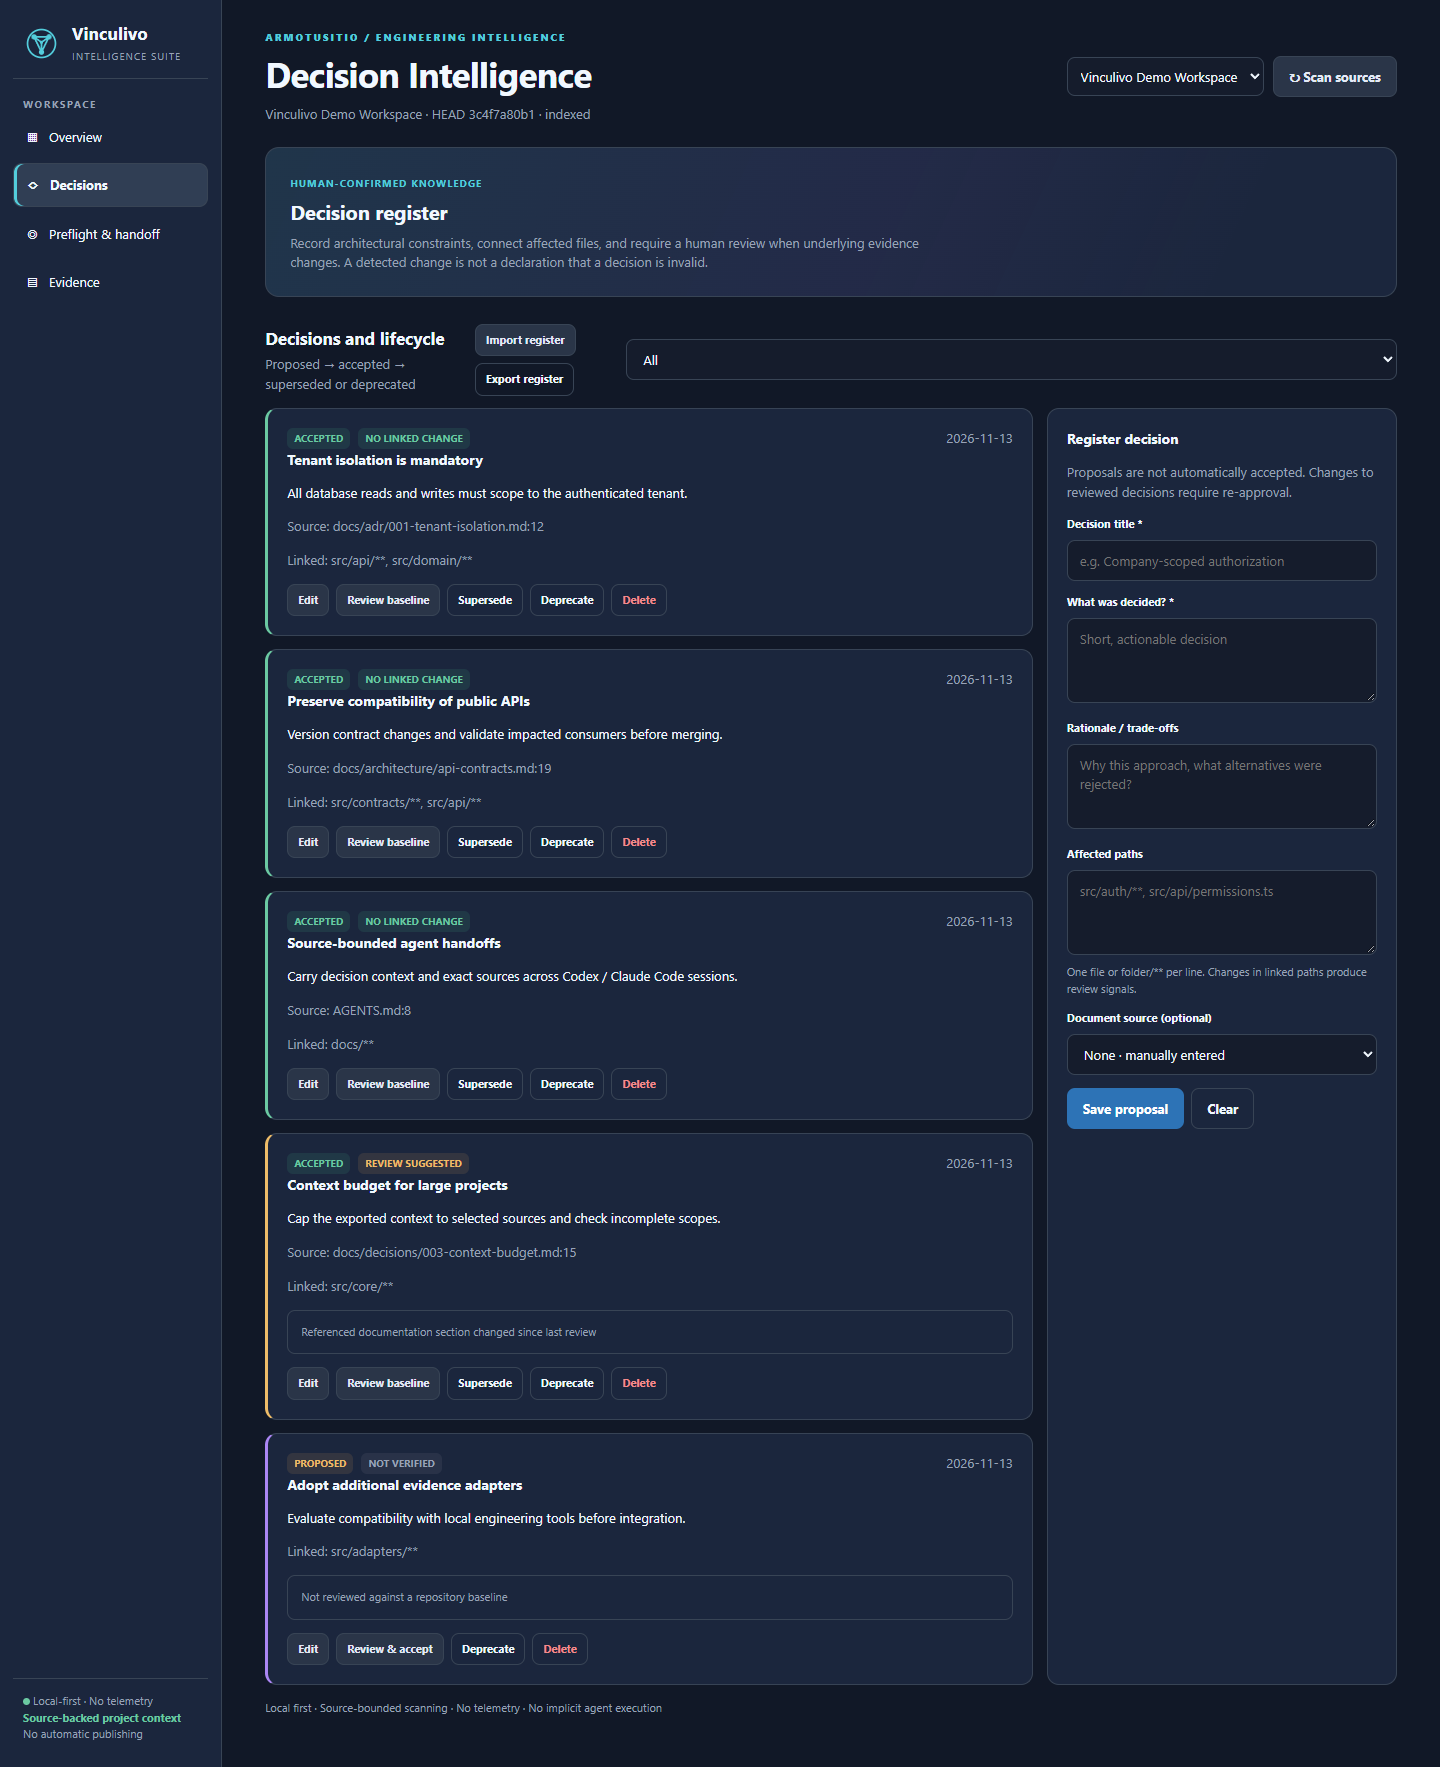 Vinculivo
INTELLIGENCE SUITE
WORKSPACE
Overview
Decisions
Preflight & handoff
Evidence
Local-first · No telemetry
Source-backed project context
No automatic publishing
ARMOTUSITIO / ENGINEERING INTELLIGENCE
Decision Intelligence
Vinculivo Demo Workspace · HEAD 3c4f7a80b1 · indexed
Vinculivo Demo Workspace
↻ Scan sources
HUMAN-CONFIRMED KNOWLEDGE
Decision register
Record architectural constraints, connect affected files, and require a human review when underlying evidence
changes. A detected change is not a declaration that a decision is invalid.
Decisions and lifecycle
Proposed → accepted →
superseded or deprecated
Import register
Export register
All
ACCEPTED NO LINKED CHANGE 2026-11-13
Tenant isolation is mandatory
All database reads and writes must scope to the authenticated tenant.
Source: docs/adr/001-tenant-isolation.md:12
Linked: src/api/**, src/domain/**
Edit Review baseline Supersede Deprecate Delete
ACCEPTED NO LINKED CHANGE 2026-11-13
Preserve compatibility of public APIs
Version contract changes and validate impacted consumers before merging.
Source: docs/architecture/api-contracts.md:19
Linked: src/contracts/**, src/api/**
Edit Review baseline Supersede Deprecate Delete
ACCEPTED NO LINKED CHANGE 2026-11-13
Source-bounded agent handoffs
Carry decision context and exact sources across Codex / Claude Code sessions.
Source: AGENTS.md:8
Linked: docs/**
Edit Review baseline Supersede Deprecate Delete
ACCEPTED REVIEW SUGGESTED 2026-11-13
Context budget for large projects
Cap the exported context to selected sources and check incomplete scopes.
Source: docs/decisions/003-context-budget.md:15
Linked: src/core/**
Referenced documentation section changed since last review
Edit Review baseline Supersede Deprecate Delete
PROPOSED NOT VERIFIED 2026-11-13
Adopt additional evidence adapters
Evaluate compatibility with local engineering tools before integration.
Linked: src/adapters/**
Not reviewed against a repository baseline
Edit Review & accept Deprecate Delete
Register decision
Proposals are not automatically accepted. Changes to
reviewed decisions require re-approval.
Decision title *
e.g. Company-scoped authorization
What was decided? *
Short, actionable decision
Rationale / trade-offs
Why this approach, what alternatives were
rejected?
Affected paths
src/auth/**, src/api/permissions.ts
One file or folder/** per line. Changes in linked paths produce
review signals.
Document source (optional)
None · manually entered
Save proposal Clear
Local first · Source-bounded scanning · No telemetry · No implicit agent execution